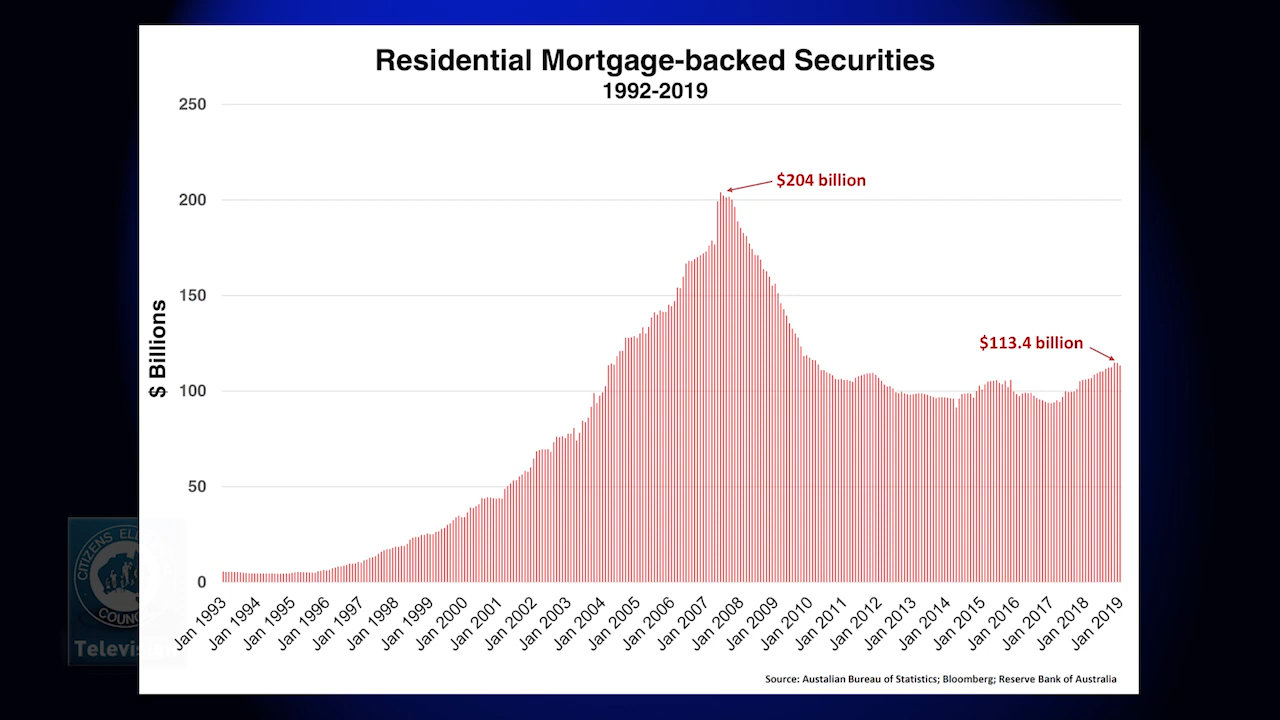 Residential Mortgage-backed Securities
1992-2019
250
200
150
100
50
0
$ Billions
$204 billion
$113.4 billion
Jan 1993
Jan 1994
Jan 1995
Jan 1996
Jan 1997
Jan 1998
Jan 1999
Jan 2000
Jan 2001
Jan 2002
Jan 2003
Jan 2004
Jan 2005
Jan 2006
Jan 2007
Jan 2008
Jan 2009
Jan 2010
Jan 2011
Jan 2012
Jan 2013
Jan 2014
Jan 2015
Jan 2016
Jan 2017
Jan 2018
Jan 2019
Source: Austalian Bureau of Statistics; Bloomberg; Reserve Bank of Australia
CITIZENS